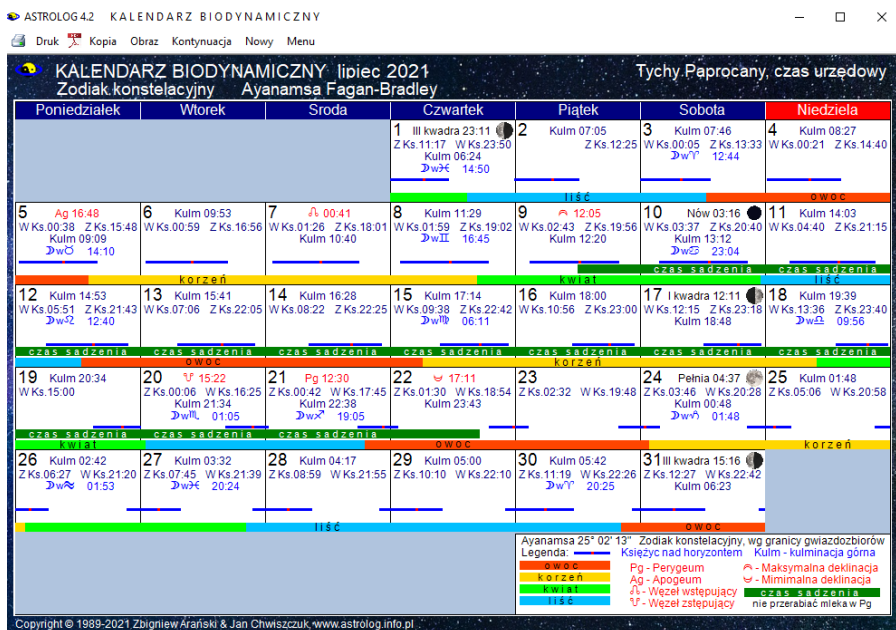 ASTROLOG 4.2 KALENDARZ BIODYNAMICZNY
Druk Kopia Obraz Kontynuacja Nowy Menu
KALENDARZ BIODYNAMICZNY lipiec 2021 Tychy.Paprocany, czas urzędowy
Zodiak konstelacyjny Ayanamsa Fagan-Bradley
Poniedziałek Wtorek Sroda Czwartek Piątek Sobota Niedziela
1 III kwadra 23:11
Z Ks.11:17 W Ks.23:50
Kulm 06:24
☽w♓ 14:50
2 Kulm 07:05
Z Ks.12:25
3 Kulm 07:46
W Ks.00:05 Z Ks.13:33
☽w♈ 12:44
4 Kulm 08:27
W Ks.00:21 Z Ks.14:40
liść owoc
5 Ag 16:48
W Ks.00:38 Z Ks.15:48
Kulm 09:09
☽w♉ 14:10
6 Kulm 09:53
W Ks.00:59 Z Ks.16:56
7 ☊ 00:41
W Ks.01:26 Z Ks.18:01
Kulm 10:40
8 Kulm 11:29
W Ks.01:59 Z Ks.19:02
☽w♊ 16:45
9 12:05
W Ks.02:43 Z Ks.19:56
Kulm 12:20
10 Nów 03:16
W Ks.03:37 Z Ks.20:40
Kulm 13:12
☽w♋ 23:04
11 Kulm 14:03
W Ks.04:40 Z Ks.21:15
czas sadzenia czas sadzenia
korzeń kwiat liść
12 Kulm 14:53
W Ks.05:51 Z Ks.21:43
☽w♌ 12:40
13 Kulm 15:41
W Ks.07:06 Z Ks.22:05
14 Kulm 16:28
W Ks.08:22 Z Ks.22:25
15 Kulm 17:14
W Ks.09:38 Z Ks.22:42
☽w♍ 06:11
16 Kulm 18:00
W Ks.10:56 Z Ks.23:00
17 I kwadra 12:11
W Ks.12:15 Z Ks.23:18
Kulm 18:48
18 Kulm 19:39
W Ks.13:36 Z Ks.23:40
☽w♎ 09:56
czas sadzenia czas sadzenia czas sadzenia czas sadzenia czas sadzenia czas sadzenia czas sadzenia
owoc korzeń
19 Kulm 20:34
W Ks.15:00
20 ☋ 15:22
Z Ks.00:06 W Ks.16:25
Kulm 21:34
☽w♏ 01:05
21 Pg 12:30
Z Ks.00:42 W Ks.17:45
Kulm 22:38
☽w♐ 19:05
22 17:11
Z Ks.01:30 W Ks.18:54
Kulm 23:43
23
Z Ks.02:32 W Ks.19:48
24 Pełnia 04:37
Z Ks.03:46 W Ks.20:28
Kulm 00:48
☽w♑ 01:48
25 Kulm 01:48
Z Ks.05:06 W Ks.20:58
czas sadzenia czas sadzenia czas sadzenia
kwiat owoc korzeń
26 Kulm 02:42
Z Ks.06:27 W Ks.21:20
☽w♒ 01:53
27 Kulm 03:32
Z Ks.07:45 W Ks.21:39
☽w♓ 20:24
28 Kulm 04:17
Z Ks.08:59 W Ks.21:55
29 Kulm 05:00
Z Ks.10:10 W Ks.22:10
30 Kulm 05:42
Z Ks.11:19 W Ks.22:26
☽w♈ 20:25
31 III kwadra 15:16
Z Ks.12:27 W Ks.22:42
Kulm 06:23
liść owoc
Ayanamsa 25° 02' 13" Zodiak konstelacyjny, wg granicy gwiazdozbiorów
Legenda: Księżyc nad horyzontem Kulm - kulminacja górna
owoc Pg - Perygeum - Maksymalna deklinacja
korzeń Ag - Apogeum - Mimimalna deklinacja
kwiat ☊ - Węzeł wstępujący czas sadzenia
liść ☋ - Węzeł zstępujący nie przerabiać mleka w Pg
Copyright © 1989-2021 Zbigniew Arański & Jan Chwiszczuk, www.astrolog.info.pl